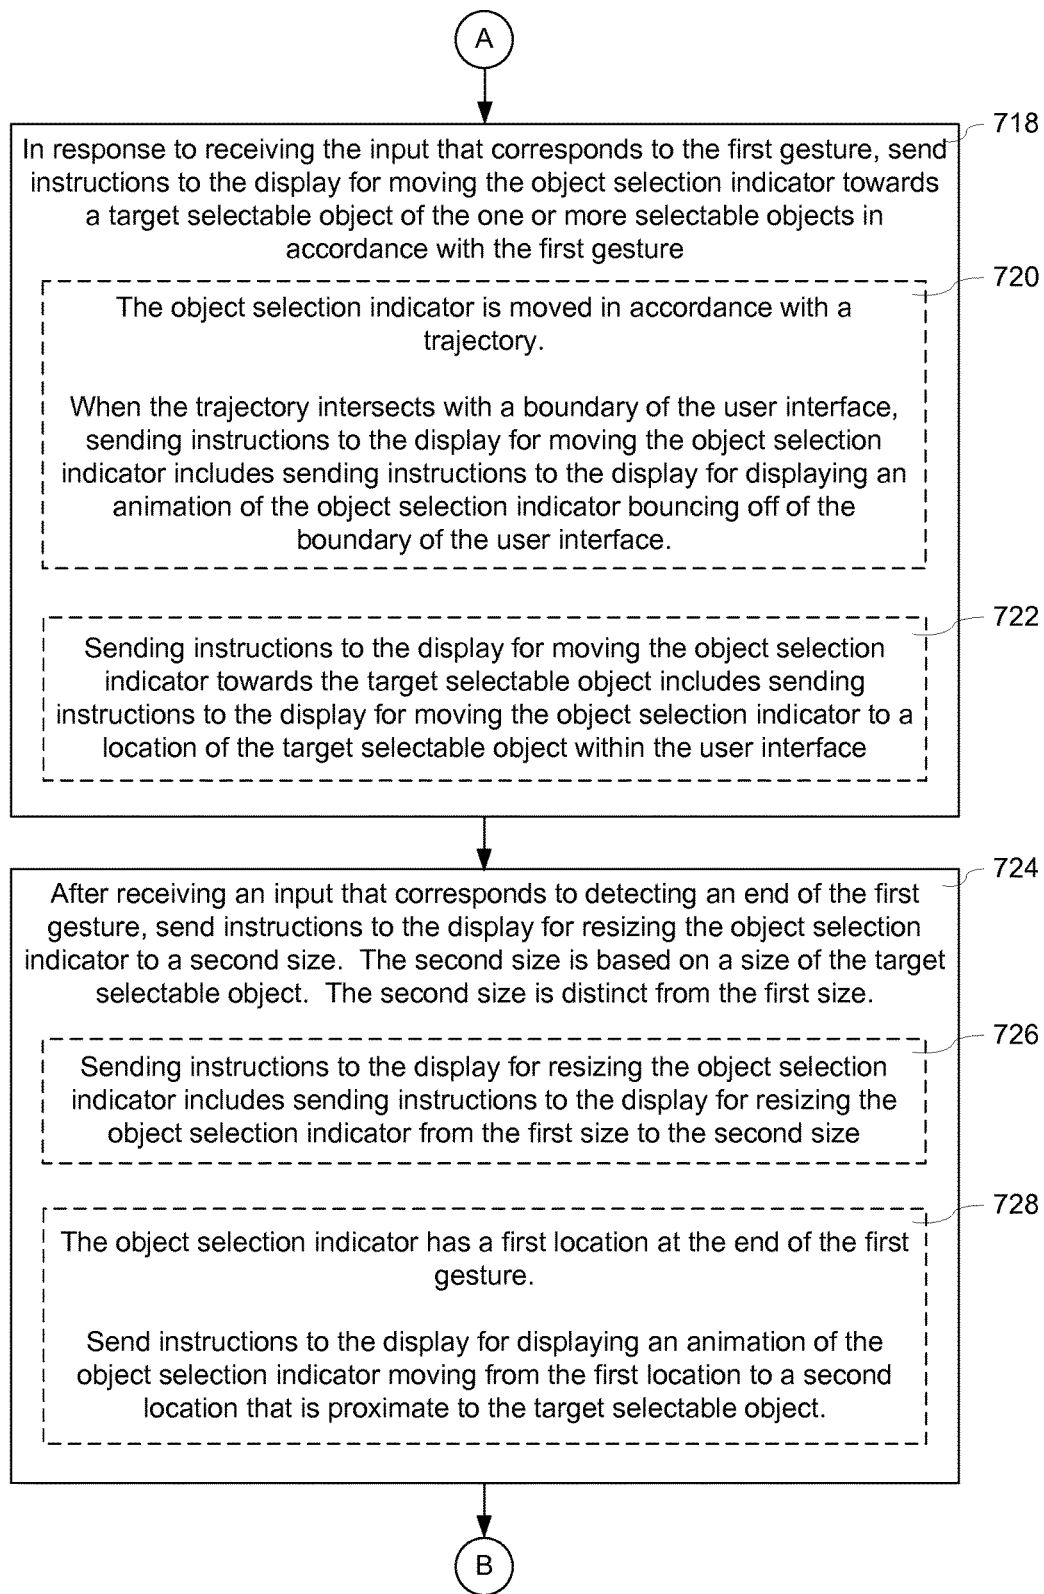 A
718
In response to receiving the input that corresponds to the first gesture, send
instructions to the display for moving the object selection indicator towards
a target selectable object of the one or more selectable objects in
accordance with the first gesture
720
The object selection indicator is moved in accordance with a
trajectory.
When the trajectory intersects with a boundary of the user interface,
sending instructions to the display for moving the object selection
indicator includes sending instructions to the display for displaying an
animation of the object selection indicator bouncing off of the
boundary of the user interface.
722
Sending instructions to the display for moving the object selection
indicator towards the target selectable object includes sending
instructions to the display for moving the object selection indicator to a
location of the target selectable object within the user interface
724
After receiving an input that corresponds to detecting an end of the first
gesture, send instructions to the display for resizing the object selection
indicator to a second size.  The second size is based on a size of the target
selectable object.  The second size is distinct from the first size.
726
Sending instructions to the display for resizing the object selection
indicator includes sending instructions to the display for resizing the
object selection indicator from the first size to the second size
728
The object selection indicator has a first location at the end of the first
gesture.
Send instructions to the display for displaying an animation of the
object selection indicator moving from the first location to a second
location that is proximate to the target selectable object.
B